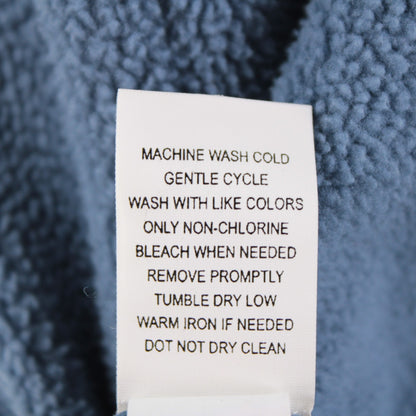 MACHINE WASH COLD
GENTLE CYCLE
WASH WITH LIKE COLORS
ONLY NON-CHLORINE
BLEACH WHEN NEEDED
REMOVE PROMPTLY
TUMBLE DRY LOW
WARM IRON IF NEEDED
DOT NOT DRY CLEAN